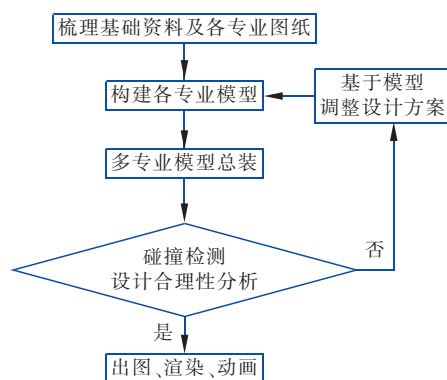 梳理基础资料及各专业图纸
构建各专业模型
基于模型
调整设计方案
多专业模型总装
碰撞检测
设计合理性分析
否
是
出图、渲染、动画